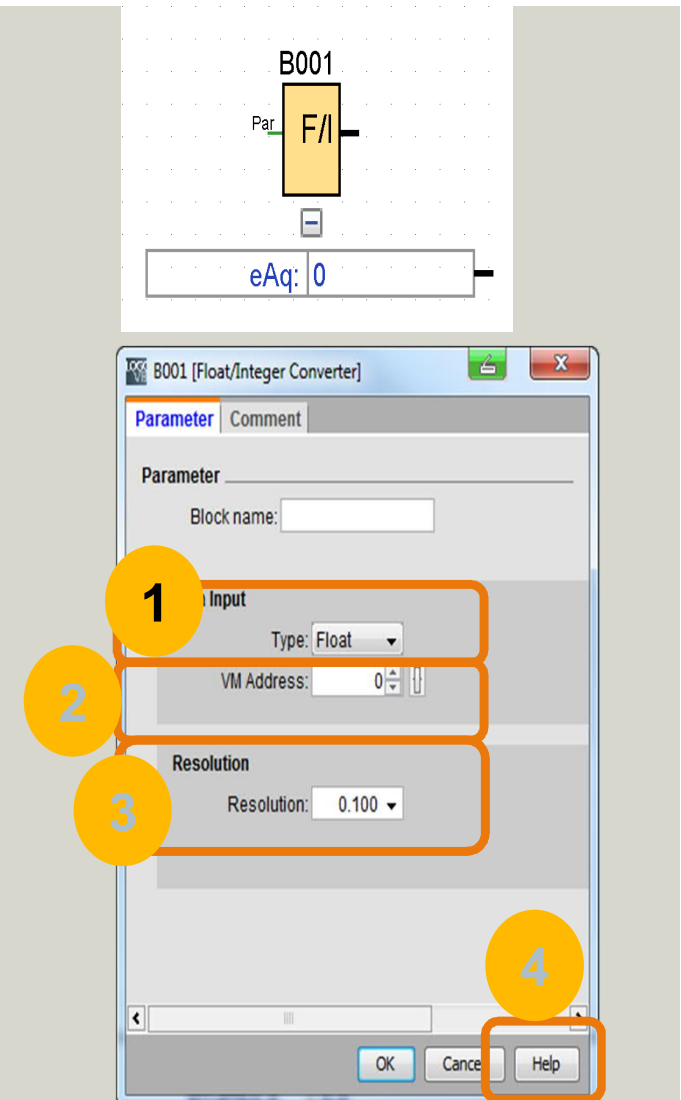 B001
Par F/I
eAq: 0
B001 [Float/Integer Converter]
Parameter Comment
Parameter
Block name:
1 Input
Type: Float
2 VM Address: 0
Resolution
3 Resolution: 0.100
4
OK Cance Help